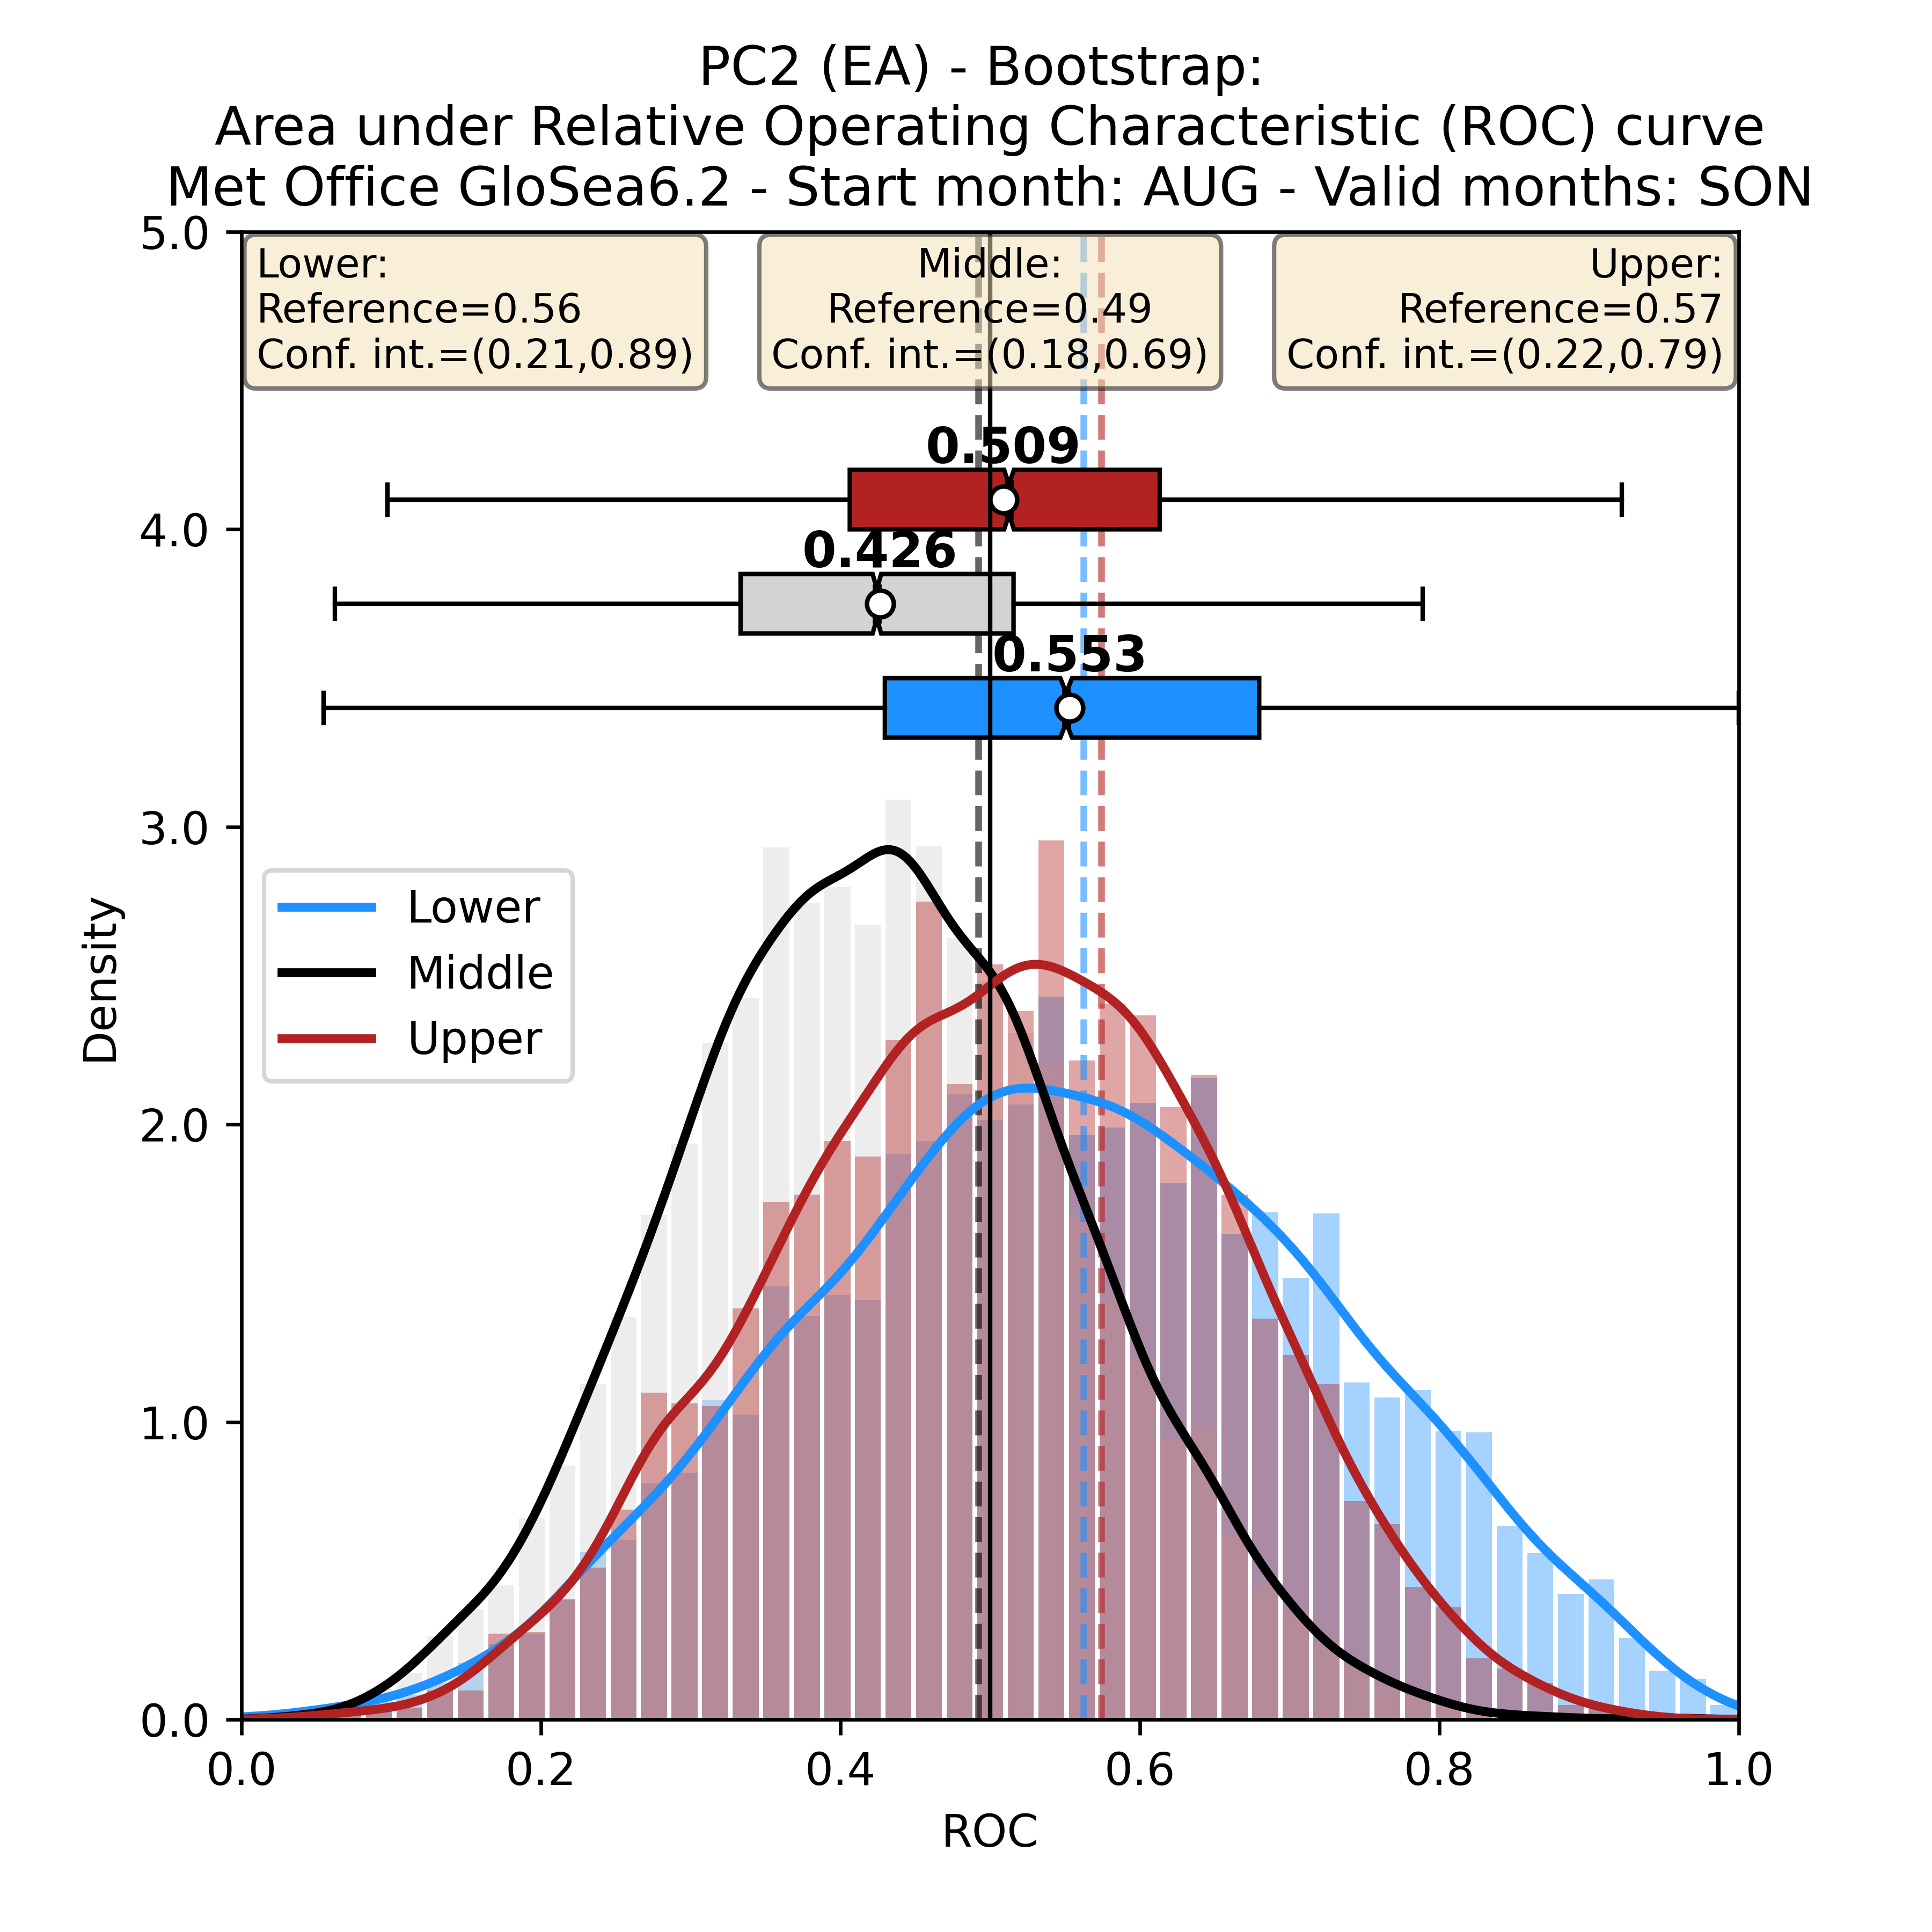 PC2 (EA) - Bootstrap:
Area under Relative Operating Characteristic (ROC) curve
Met Office GloSea6.2 - Start month: AUG - Valid months: SON
Lower:
Reference=0.56
Conf. int.=(0.21,0.89)
Middle:
Reference=0.49
Conf. int.=(0.18,0.69)
Upper:
Reference=0.57
Conf. int.=(0.22,0.79)
0.509
0.426
0.553
Lower
Middle
Upper
Density
5.0
4.0
3.0
2.0
1.0
0.0
0.0 0.2 0.4 0.6 0.8 1.0
ROC